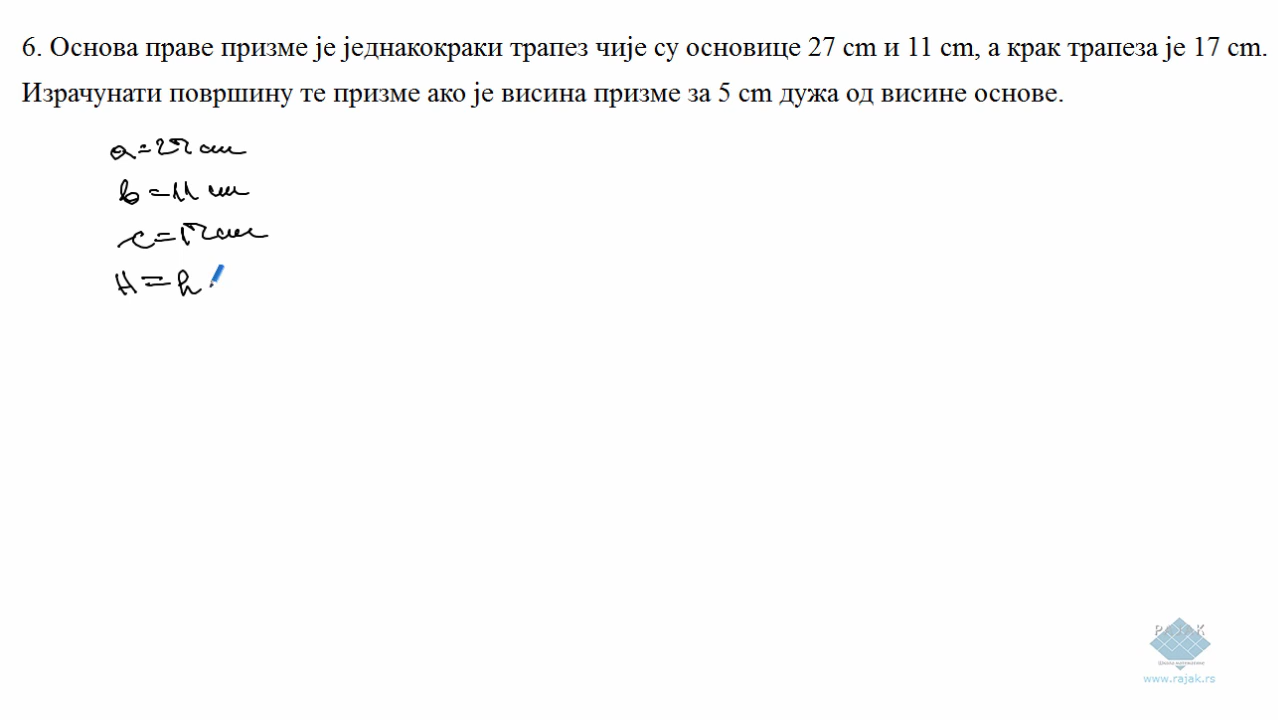 6. Основа праве призме је једнакокраки трапез чије су основице 27 cm и 11 cm, а крак трапеза је 17 cm.
Израчунати површину те призме ако је висина призме за 5 cm дужа од висине основе.
a=27 cm
b=11 cm
c=17 cm
H=h
РАЈАК
www.rajak.rs